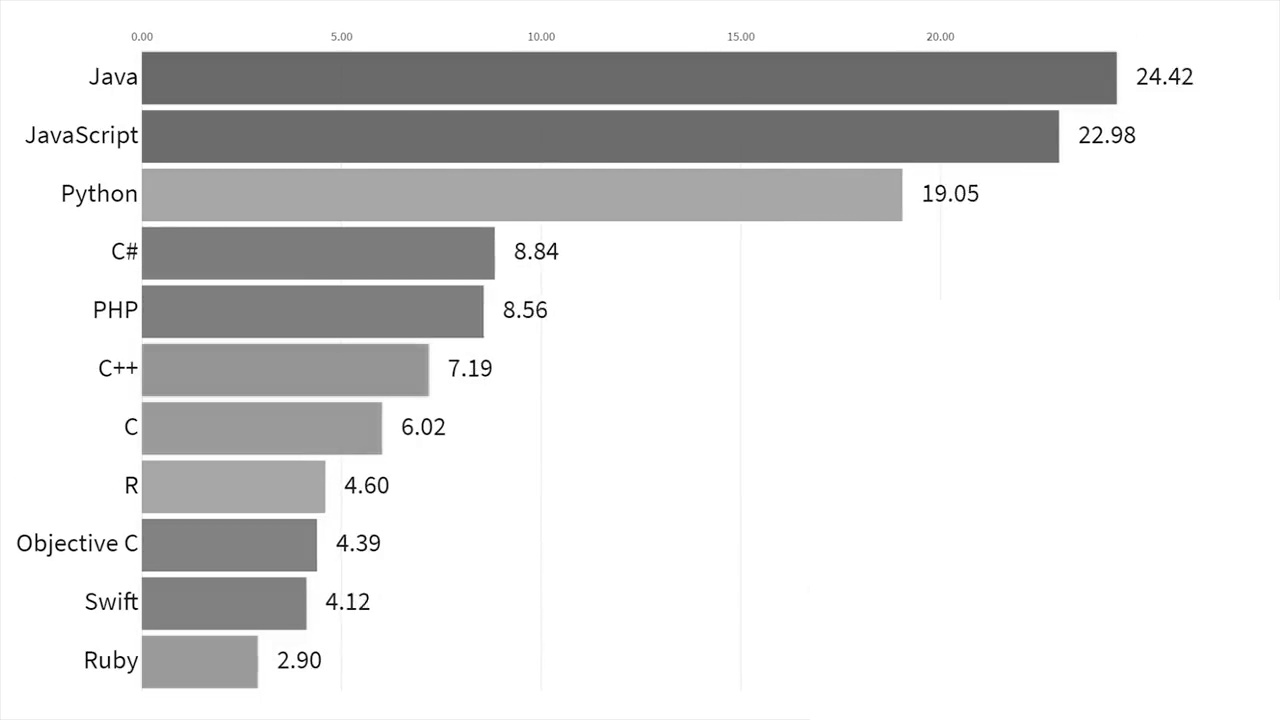 0.00 5.00 10.00 15.00 20.00
Java 24.42
JavaScript 22.98
Python 19.05
C# 8.84
PHP 8.56
C++ 7.19
C 6.02
R 4.60
Objective C 4.39
Swift 4.12
Ruby 2.90